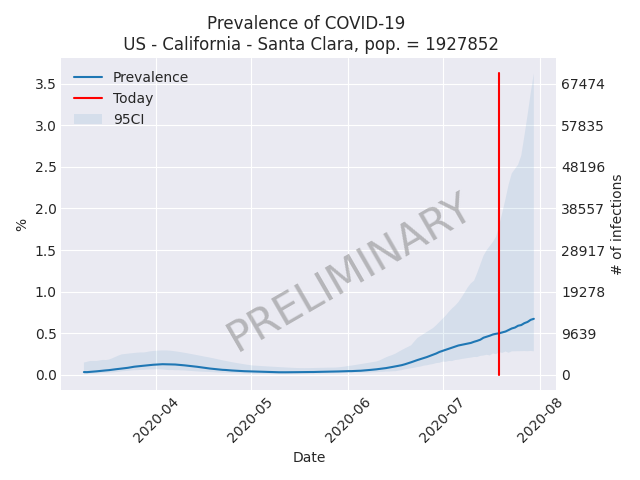 Prevalence of COVID-19
US - California - Santa Clara, pop. = 1927852
Prevalence
Today
95CI
3.5
3.0
2.5
2.0
1.5
1.0
0.5
0.0
%
67474
57835
48196
38557
28917
19278
9639
0
# of infections
PRELIMINARY
2020-04
2020-05
2020-06
2020-07
2020-08
Date